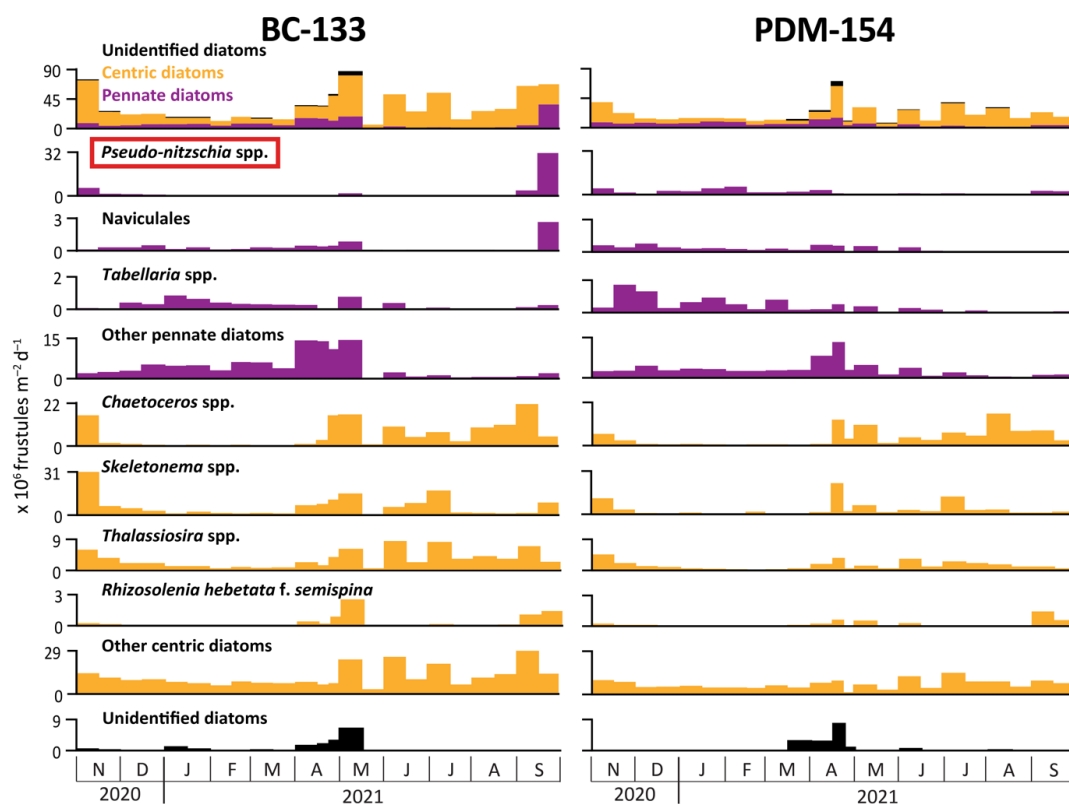 BC-133
PDM-154
Unidentified diatoms
Centric diatoms
Pennate diatoms
90
45
0
Pseudo-nitzschia spp.
32
0
Naviculales
3
0
Tabellaria spp.
2
0
Other pennate diatoms
15
0
Chaetoceros spp.
22
0
Skeletonema spp.
31
0
Thalassiosira spp.
9
0
Rhizosolenia hebetata f. semispina
3
0
Other centric diatoms
29
0
Unidentified diatoms
9
0
x 10⁶ frustules m⁻² d⁻¹
N D J F M A M J J A S
2020 2021
N D J F M A M J J A S
2020 2021